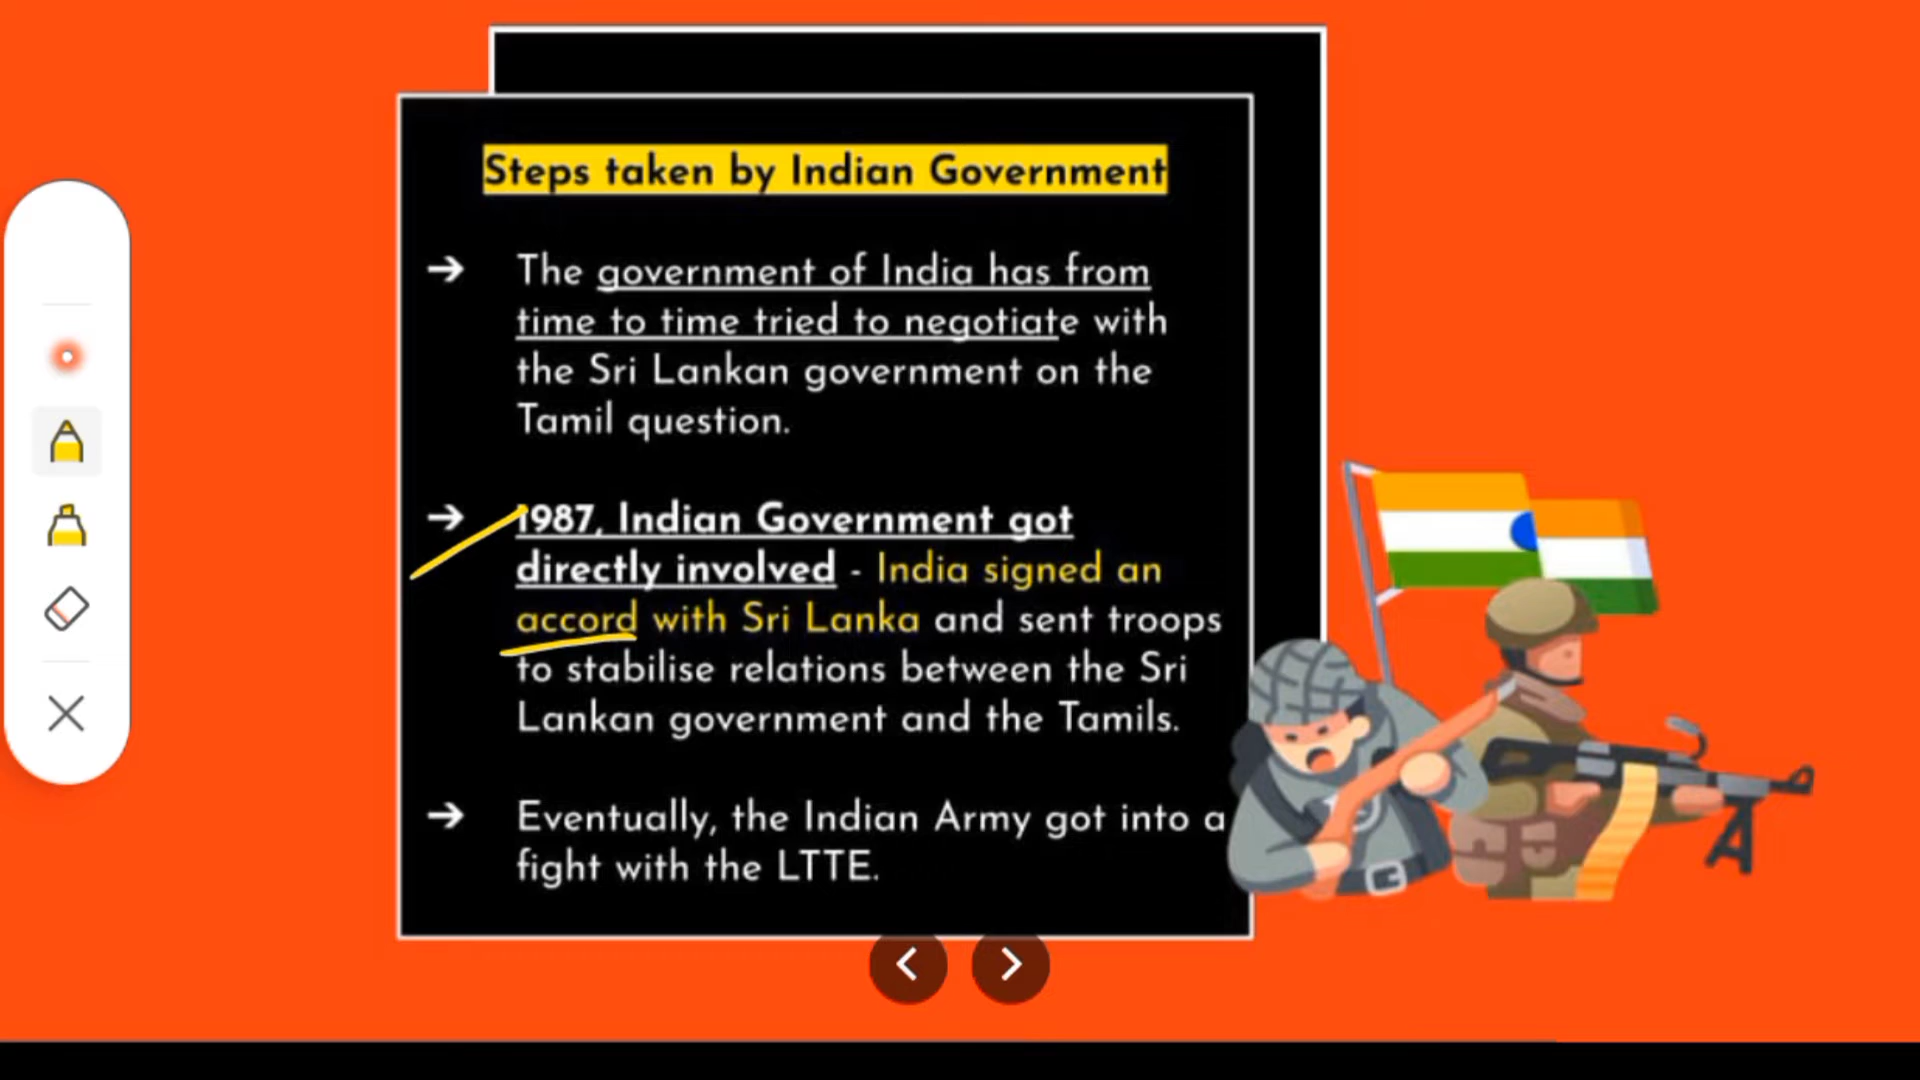 Steps taken by Indian Government
➔ The government of India has from
time to time tried to negotiate with
the Sri Lankan government on the
Tamil question.
➔ 1987, Indian Government got
directly involved - India signed an
accord with Sri Lanka and sent troops
to stabilise relations between the Sri
Lankan government and the Tamils.
➔ Eventually, the Indian Army got into a
fight with the LTTE.